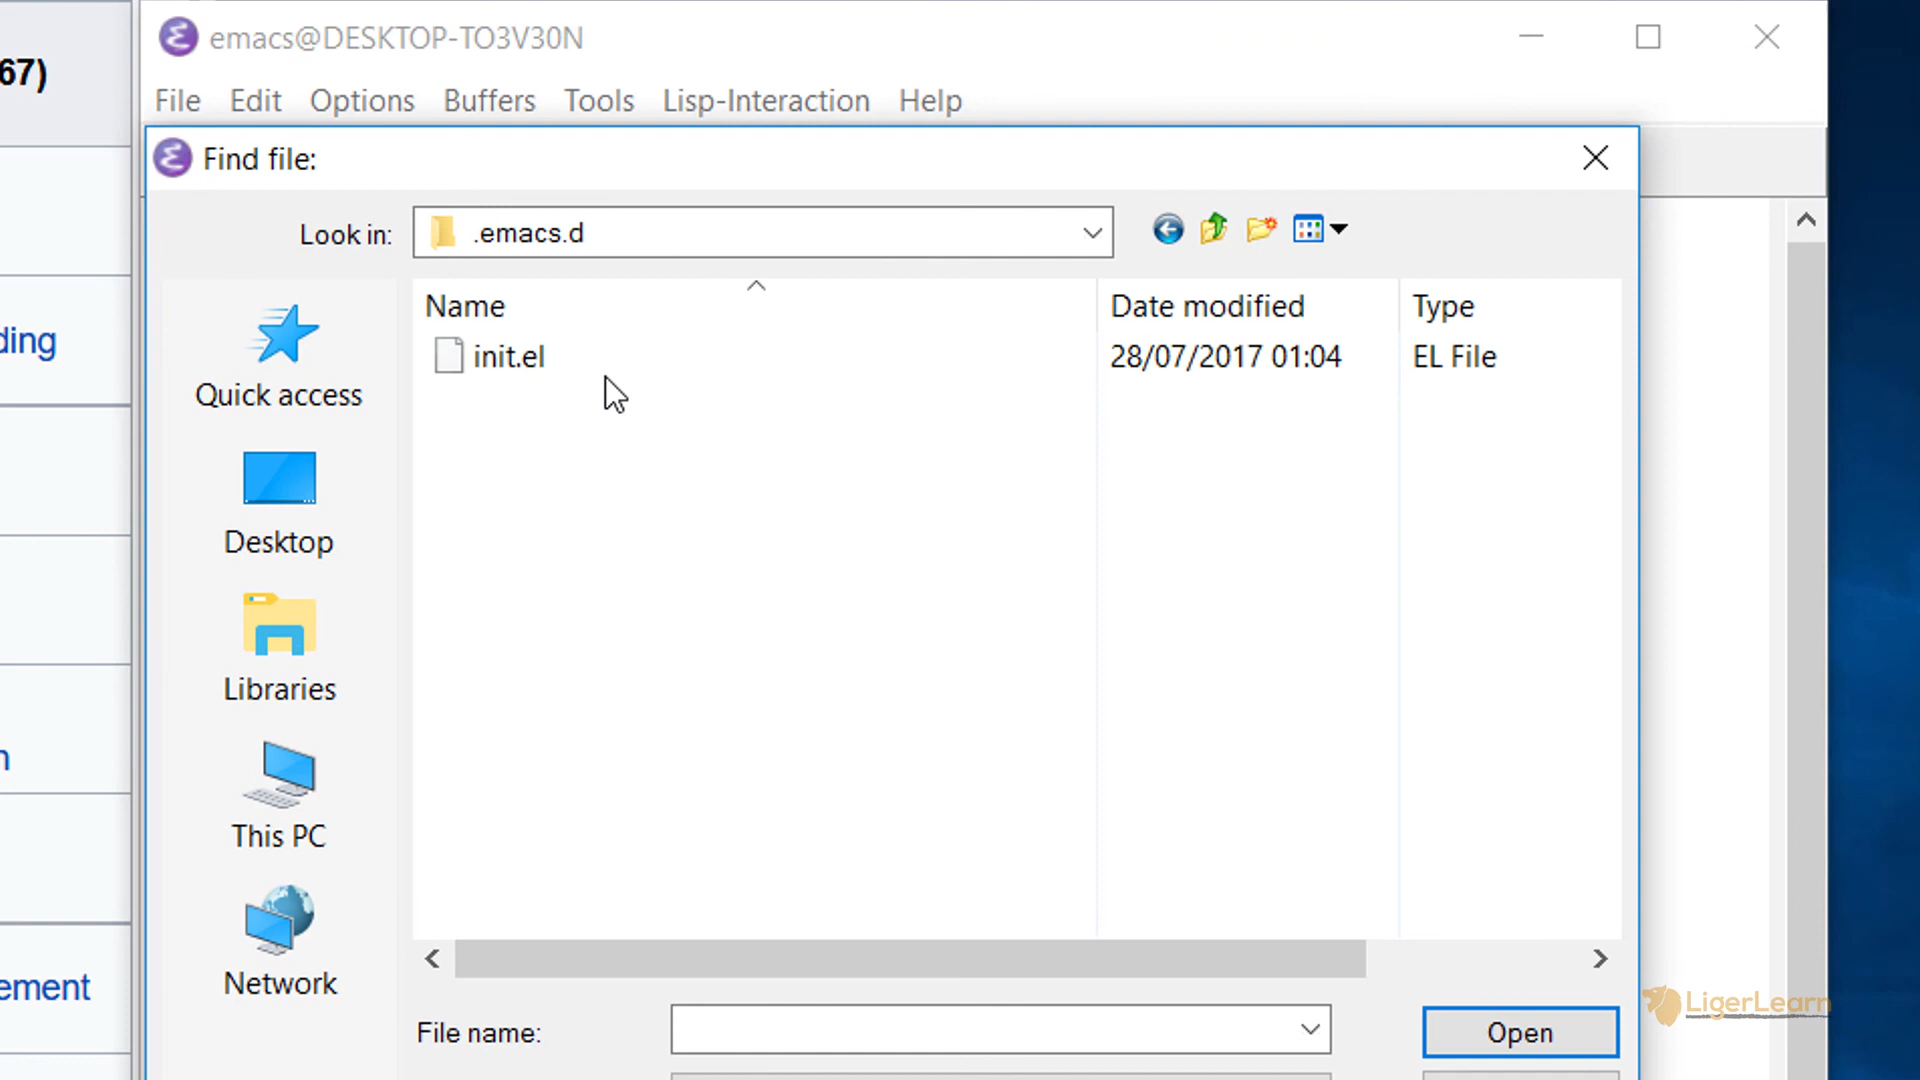 67)
ding
n
ement
emacs@DESKTOP-TO3V30N
File Edit Options Buffers Tools Lisp-Interaction Help
Find file:
Look in: .emacs.d
Name Date modified Type
init.el 28/07/2017 01:04 EL File
Quick access
Desktop
Libraries
This PC
Network
File name: Open
LigerLearn